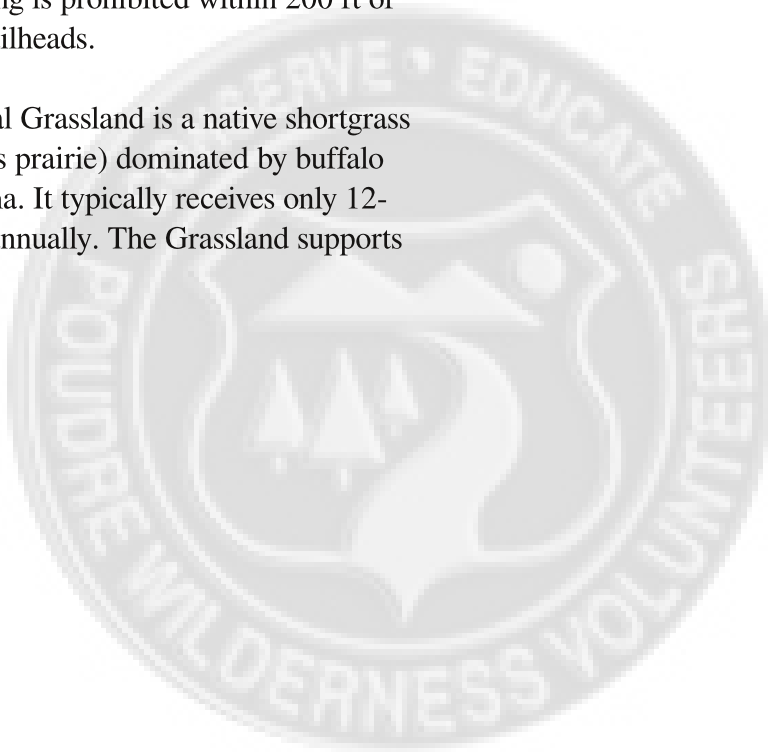 ng is prohibited within 200 ft of
ilheads.
al Grassland is a native shortgrass
s prairie) dominated by buffalo
na. It typically receives only 12-
nnually. The Grassland supports
SERVE • EDUCATE
POUDRE WILDERNESS VOLUNTEERS